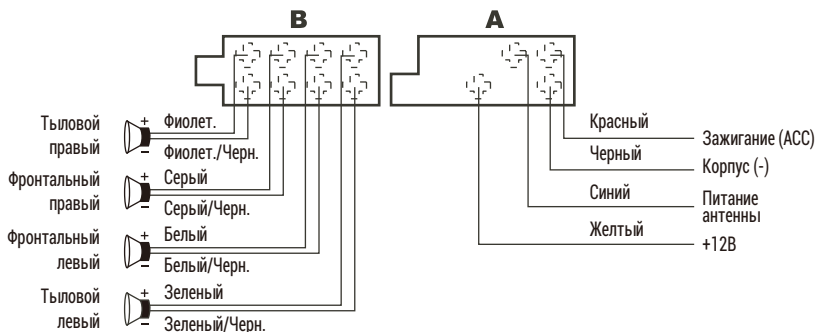 B
A
Тыловой
правый
+ Фиолет.
– Фиолет./Черн.
Фронтальный
правый
+ Серый
– Серый/Черн.
Фронтальный
левый
+ Белый
– Белый/Черн.
Тыловой
левый
+ Зеленый
– Зеленый/Черн.
Красный
Зажигание (ACC)
Черный
Корпус (-)
Синий
Питание
антенны
Желтый
+12В